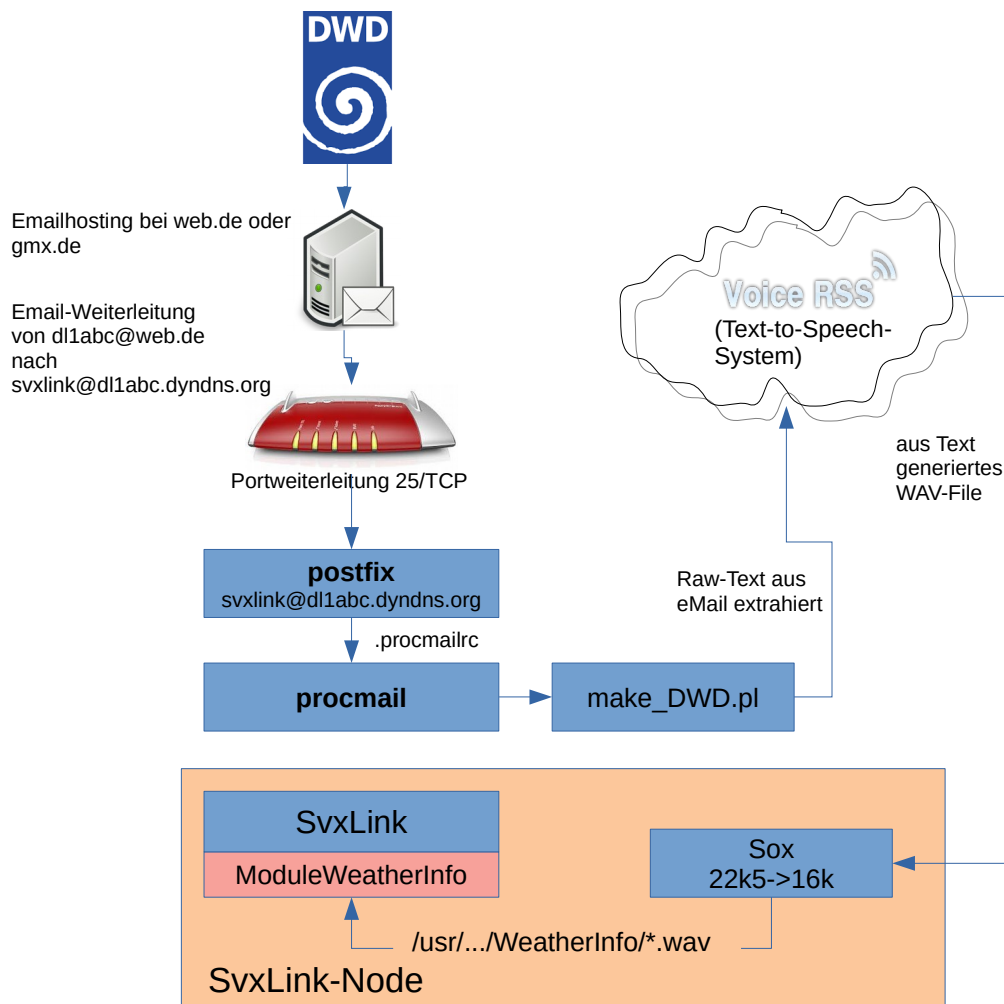 DWD
Emailhosting bei web.de oder
gmx.de
Email-Weiterleitung
von dl1abc@web.de
nach
svxlink@dl1abc.dyndns.org
Portweiterleitung 25/TCP
postfix
svxlink@dl1abc.dyndns.org
.procmailrc
procmail
make_DWD.pl
Raw-Text aus
eMail extrahiert
Voice RSS
(Text-to-Speech-
System)
aus Text
generiertes
WAV-File
SvxLink
ModuleWeatherInfo
Sox
22k5->16k
/usr/.../WeatherInfo/*.wav
SvxLink-Node